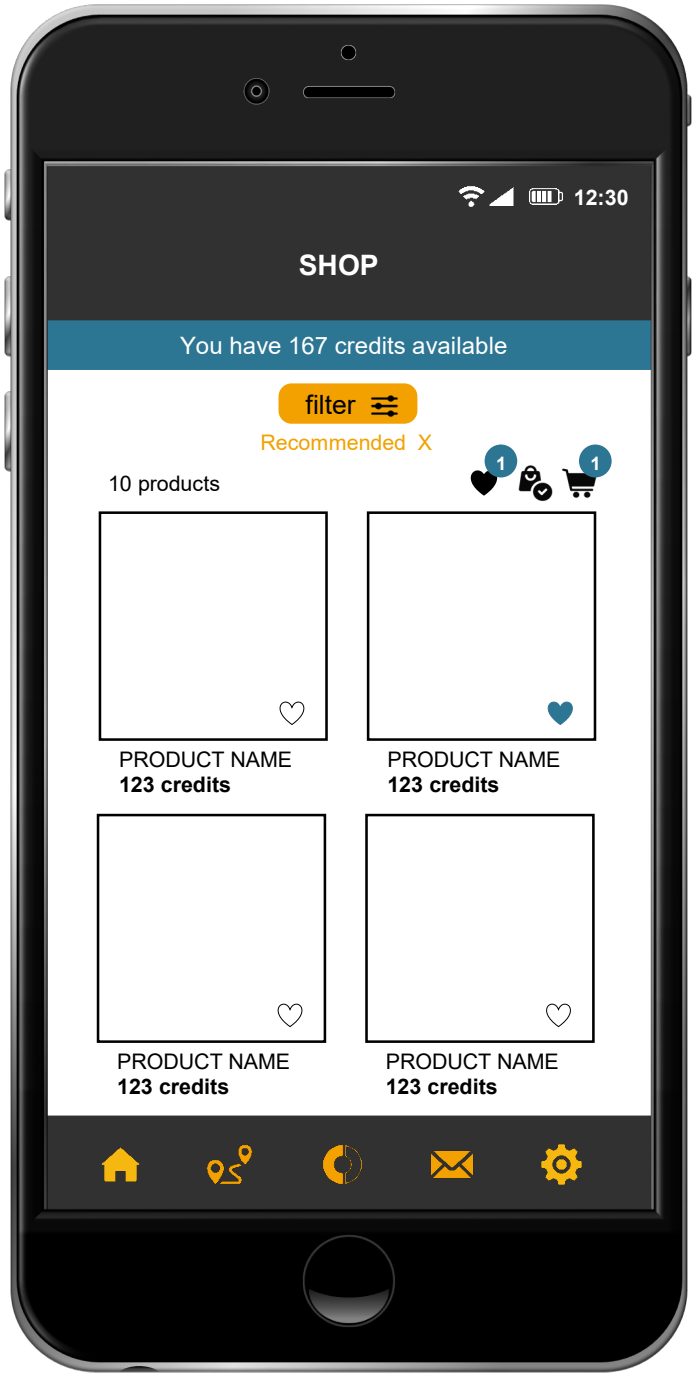 12:30
SHOP
You have 167 credits available
filter
Recommended X
10 products
1
1
PRODUCT NAME
123 credits
PRODUCT NAME
123 credits
PRODUCT NAME
123 credits
PRODUCT NAME
123 credits